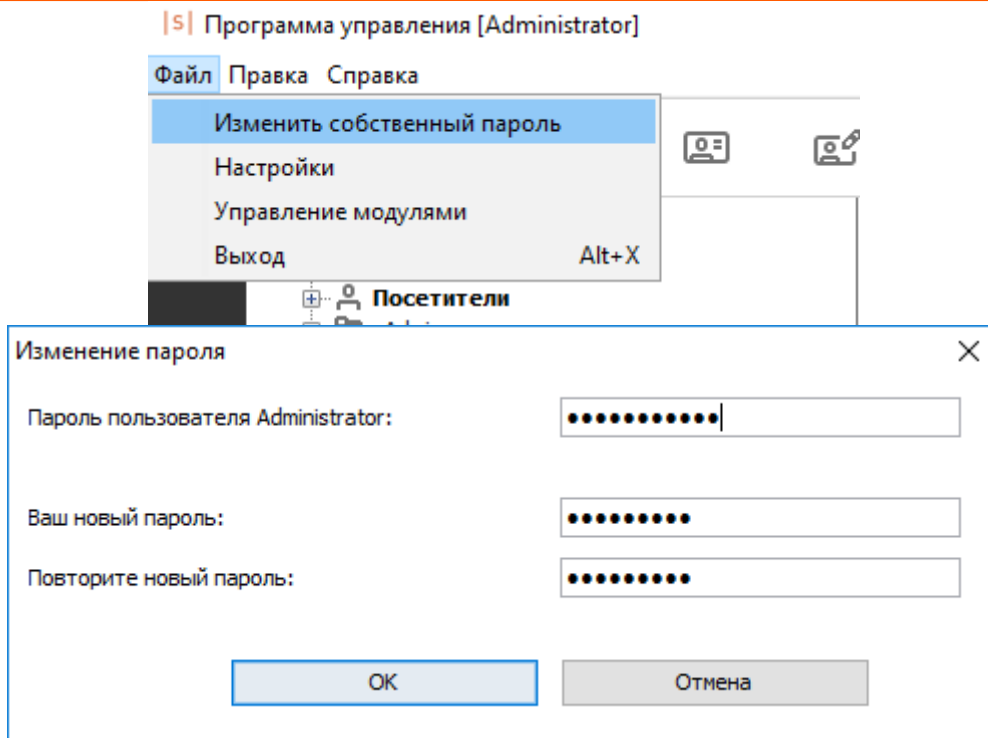 |S| Программа управления [Administrator]
Файл Правка Справка
Изменить собственный пароль
Настройки
Управление модулями
Выход Alt+X
Посетители
Изменение пароля
Пароль пользователя Administrator: •••••••••••
Ваш новый пароль: •••••••••
Повторите новый пароль: •••••••••
OK Отмена